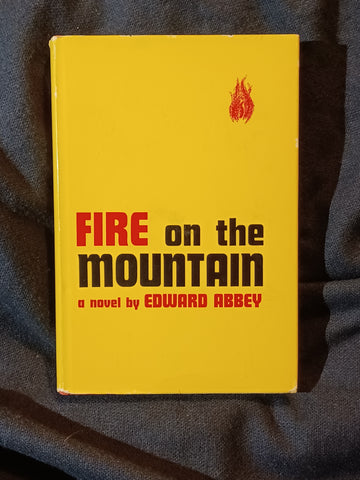 FIRE on the
MOUNTAIN
a novel by EDWARD ABBEY